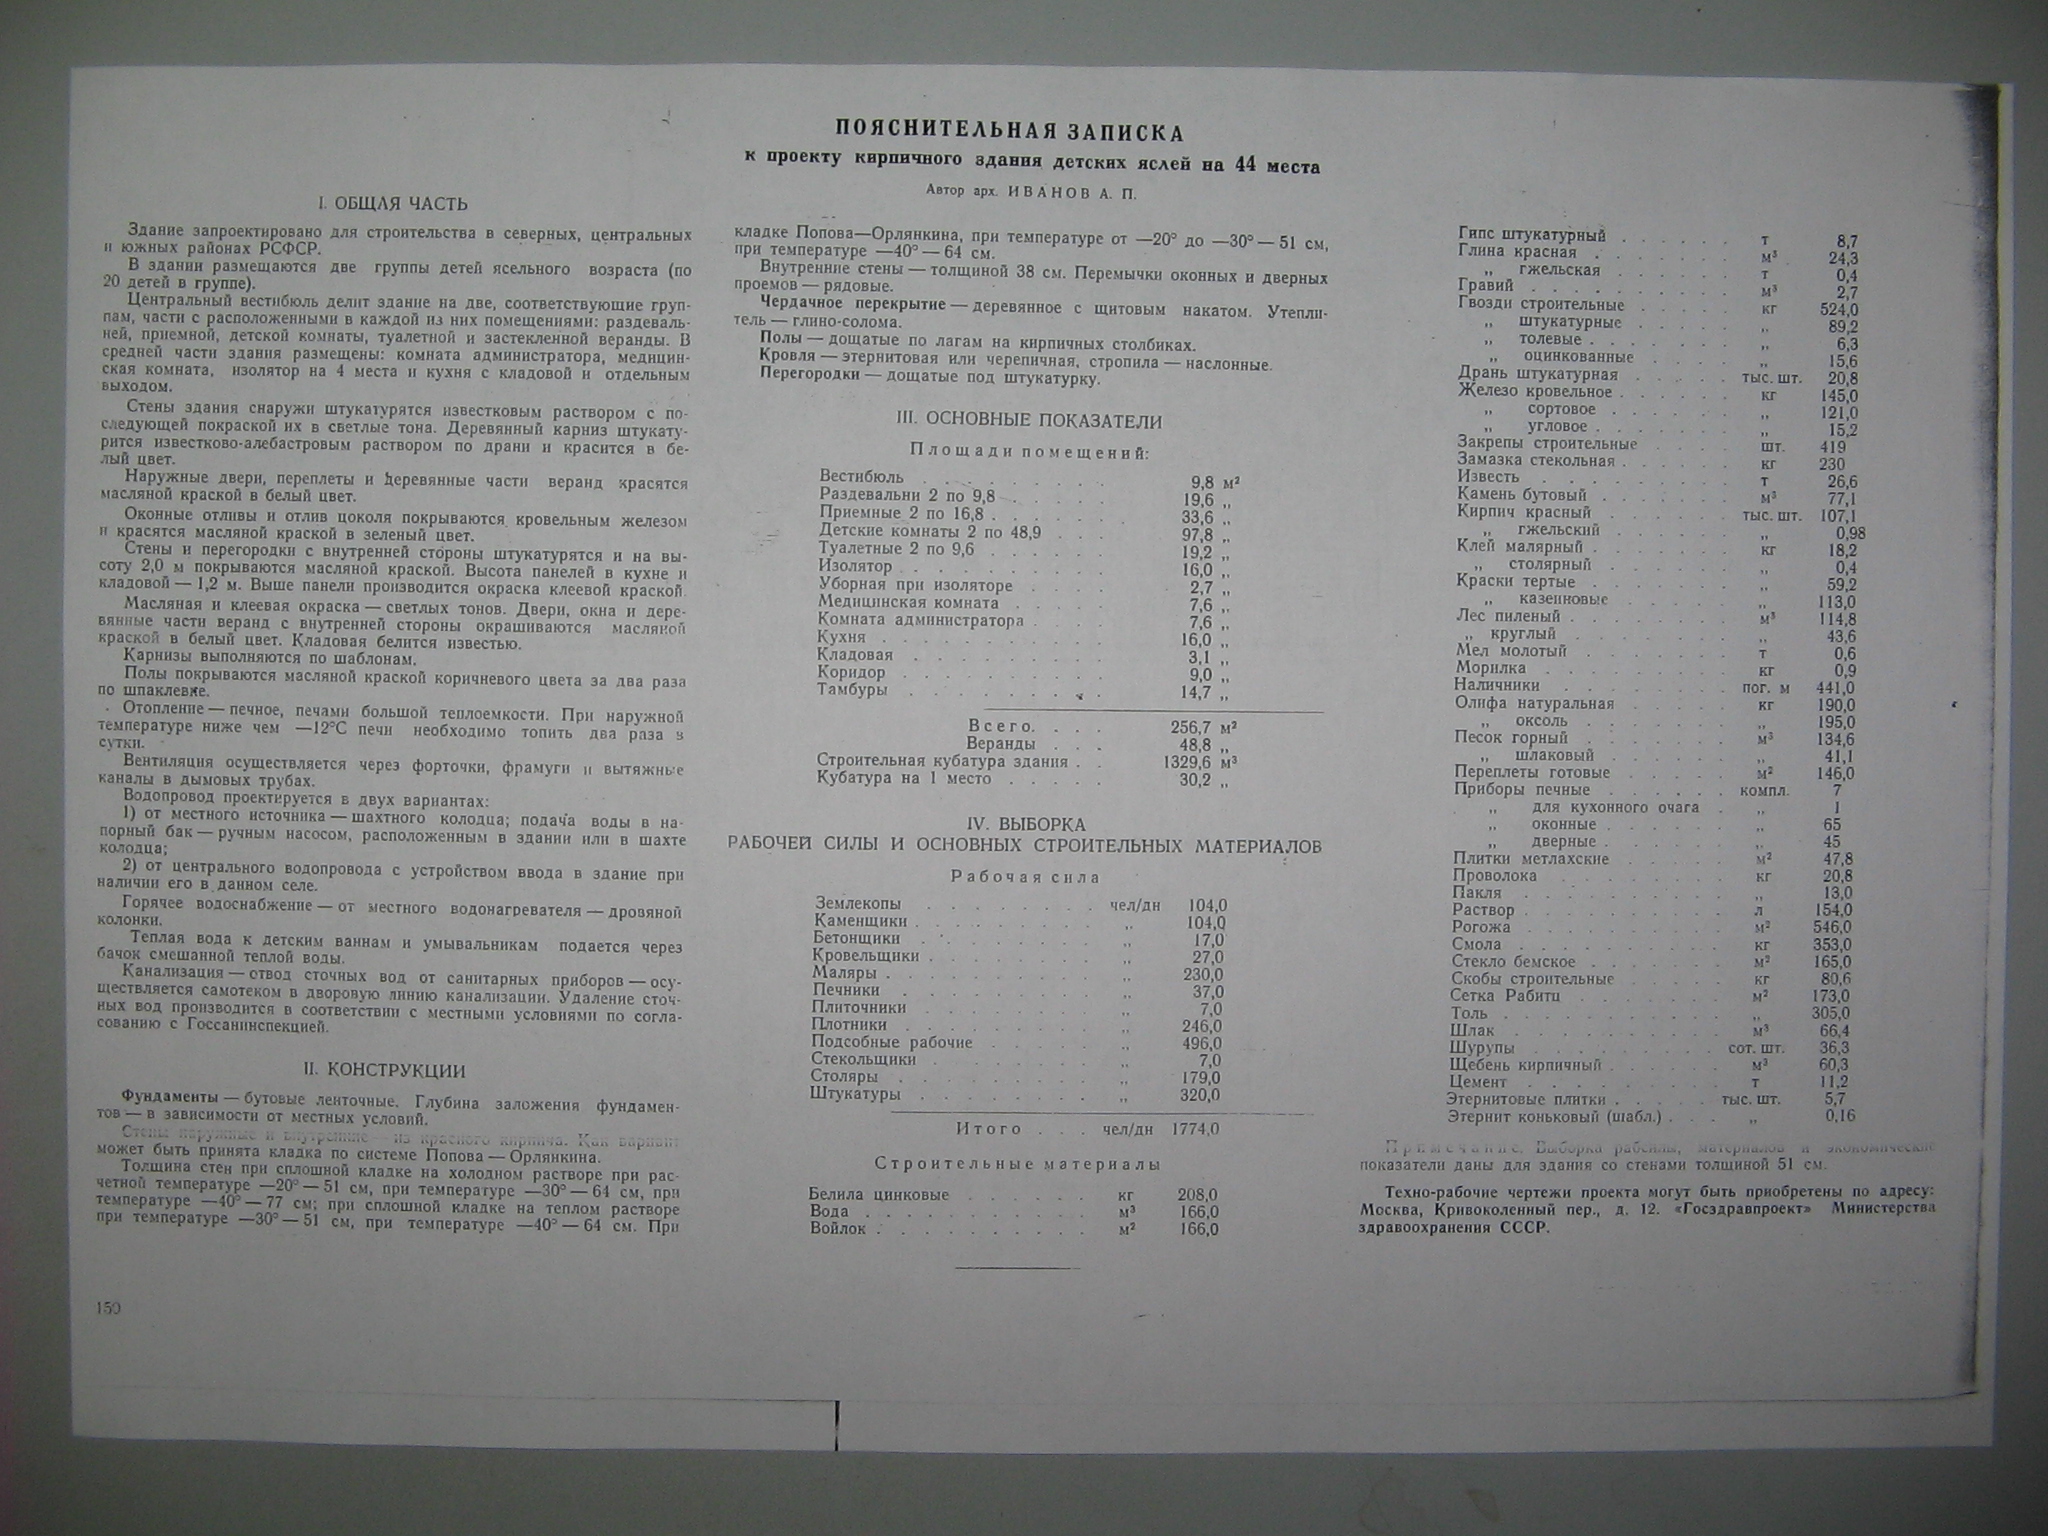 ПОЯСНИТЕЛЬНАЯ ЗАПИСКА
к проекту кирпичного здания детских яслей на 44 места
Автор арх. ИВАНОВ А. П.
I. ОБЩАЯ ЧАСТЬ
Здание запроектировано для строительства в северных, центральных
и южных районах РСФСР.
В здании размещаются две группы детей ясельного возраста (по
20 детей в группе).
Центральный вестибюль делит здание на две, соответствующие груп-
пам, части с расположенными в каждой из них помещениями: раздеваль-
ней, приемной, детской комнаты, туалетной и застекленной веранды. В
средней части здания размещены: комната администратора, медицин-
ская комната, изолятор на 4 места и кухня с кладовой и отдельным
выходом.
Стены здания снаружи штукатурятся известковым раствором с по-
следующей покраской их в светлые тона. Деревянный карниз штукату-
рится известково-алебастровым раствором по драни и красится в бе-
лый цвет.
Наружные двери, переплеты и деревянные части веранд красятся
масляной краской в белый цвет.
Оконные отливы и отлив цоколя покрываются кровельным железом
и красятся масляной краской в зеленый цвет.
Стены и перегородки с внутренней стороны штукатурятся и на вы-
соту 2,0 м покрываются масляной краской. Высота панелей в кухне и
кладовой — 1,2 м. Выше панели производится окраска клеевой краской.
Масляная и клеевая окраска — светлых тонов. Двери, окна и дере-
вянные части веранд с внутренней стороны окрашиваются масляной
краской в белый цвет. Кладовая белится известью.
Карнизы выполняются по шаблонам.
Полы покрываются масляной краской коричневого цвета за два раза
по шпаклевке.
Отопление — печное, печами большой теплоемкости. При наружной
температуре ниже чем —12°С печи необходимо топить два раза в
сутки.
Вентиляция осуществляется через форточки, фрамуги и вытяжные
каналы в дымовых трубах.
Водопровод проектируется в двух вариантах:
1) от местного источника — шахтного колодца; подача воды в на-
порный бак — ручным насосом, расположенным в здании или в шахте
колодца;
2) от центрального водопровода с устройством ввода в здание при
наличии его в данном селе.
Горячее водоснабжение — от местного водонагревателя — дровяной
колонки.
Теплая вода к детским ваннам и умывальникам подается через
бачок смешанной теплой воды.
Канализация — отвод сточных вод от санитарных приборов — осу-
ществляется самотеком в дворовую линию канализации. Удаление сточ-
ных вод производится в соответствии с местными условиями по согла-
сованию с Госсанинспекцией.
II. КОНСТРУКЦИИ
Фундаменты — бутовые ленточные. Глубина заложения фундамен-
тов — в зависимости от местных условий.
Стены наружные и внутренние — из красного кирпича. Как вариант
может быть принята кладка по системе Попова — Орлянкина.
Толщина стен при сплошной кладке на холодном растворе при рас-
четной температуре —20° — 51 см, при температуре —30° — 64 см, при
температуре —40° — 77 см; при сплошной кладке на теплом растворе
при температуре —30° — 51 см, при температуре —40° — 64 см. При
150
кладке Попова—Орлянкина, при температуре от —20° до —30° — 51 см,
при температуре —40° — 64 см.
Внутренние стены — толщиной 38 см. Перемычки оконных и дверных
проемов — рядовые.
Чердачное перекрытие — деревянное с щитовым накатом. Утепли-
тель — глино-солома.
Полы — дощатые по лагам на кирпичных столбиках.
Кровля — этернитовая или черепичная, стропила — наслонные.
Перегородки — дощатые под штукатурку.
III. ОСНОВНЫЕ ПОКАЗАТЕЛИ
Площади помещений:
Вестибюль . . . 9,8 м²
Раздевальни 2 по 9,8 . . . 19,6 „
Приемные 2 по 16,8 . . . 33,6 „
Детские комнаты 2 по 48,9 . . . 97,8 „
Туалетные 2 по 9,6 . . . 19,2 „
Изолятор . . . 16,0 „
Уборная при изоляторе . . . 2,7 „
Медицинская комната . . . 7,6 „
Комната администратора . . . 7,6 „
Кухня . . . 16,0 „
Кладовая . . . 3,1 „
Коридор . . . 9,0 „
Тамбуры . . . 14,7 „
Всего . . . 256,7 м²
Веранды . . . 48,8 „
Строительная кубатура здания . . 1329,6 м³
Кубатура на 1 место . . . 30,2 „
IV. ВЫБОРКА
РАБОЧЕЙ СИЛЫ И ОСНОВНЫХ СТРОИТЕЛЬНЫХ МАТЕРИАЛОВ
Рабочая сила
Землекопы . . . чел/дн 104,0
Каменщики . . . „ 104,0
Бетонщики . . . „ 17,0
Кровельщики . . . „ 27,0
Маляры . . . „ 230,0
Печники . . . „ 37,0
Плиточники . . . „ 7,0
Плотники . . . „ 246,0
Подсобные рабочие . . . „ 496,0
Стекольщики . . . „ 7,0
Столяры . . . „ 179,0
Штукатуры . . . „ 320,0
Итого . . . чел/дн 1774,0
Строительные материалы
Белила цинковые . . . кг 208,0
Вода . . . м³ 166,0
Войлок . . . м² 166,0
Гипс штукатурный . . . т 8,7
Глина красная . . . м³ 24,3
„ гжельская . . . т 0,4
Гравий . . . м³ 2,7
Гвозди строительные . . . кг 524,0
„ штукатурные . . . „ 89,2
„ толевые . . . „ 6,3
„ оцинкованные . . . „ 15,6
Дрань штукатурная . . . тыс. шт. 20,8
Железо кровельное . . . кг 145,0
„ сортовое . . . „ 121,0
„ угловое . . . „ 15,2
Закрепы строительные . . . шт. 419
Замазка стекольная . . . кг 230
Известь . . . т 26,6
Камень бутовый . . . м³ 77,1
Кирпич красный . . . тыс. шт. 107,1
„ гжельский . . . „ 0,98
Клей малярный . . . кг 18,2
„ столярный . . . „ 0,4
Краски тертые . . . „ 59,2
„ казеиновые . . . „ 113,0
Лес пиленый . . . м³ 114,8
„ круглый . . . „ 43,6
Мел молотый . . . т 0,6
Морилка . . . кг 0,9
Наличники . . . пог. м 441,0
Олифа натуральная . . . кг 190,0
„ оксоль . . . „ 195,0
Песок горный . . . м³ 134,6
„ шлаковый . . . „ 41,1
Переплеты готовые . . . м² 146,0
Приборы печные . . . компл. 7
„ для кухонного очага . „ 1
„ оконные . . . „ 65
„ дверные . . . „ 45
Плитки метлахские . . . м² 47,8
Проволока . . . кг 20,8
Пакля . . . „ 13,0
Раствор . . . л 154,0
Рогожа . . . м² 546,0
Смола . . . кг 353,0
Стекло бемское . . . м² 165,0
Скобы строительные . . . кг 80,6
Сетка Рабитц . . . м² 173,0
Толь . . . „ 305,0
Шлак . . . м³ 66,4
Шурупы . . . сот. шт. 36,3
Щебень кирпичный . . . м³ 60,3
Цемент . . . т 11,2
Этернитовые плитки . . . тыс. шт. 5,7
Этернит коньковый (шабл.) . . . „ 0,16
Примечание. Выборка рабсилы, материалов и экономические
показатели даны для здания со стенами толщиной 51 см.
Техно-рабочие чертежи проекта могут быть приобретены по адресу:
Москва, Кривоколенный пер., д. 12. «Госздравпроект» Министерства
здравоохранения СССР.